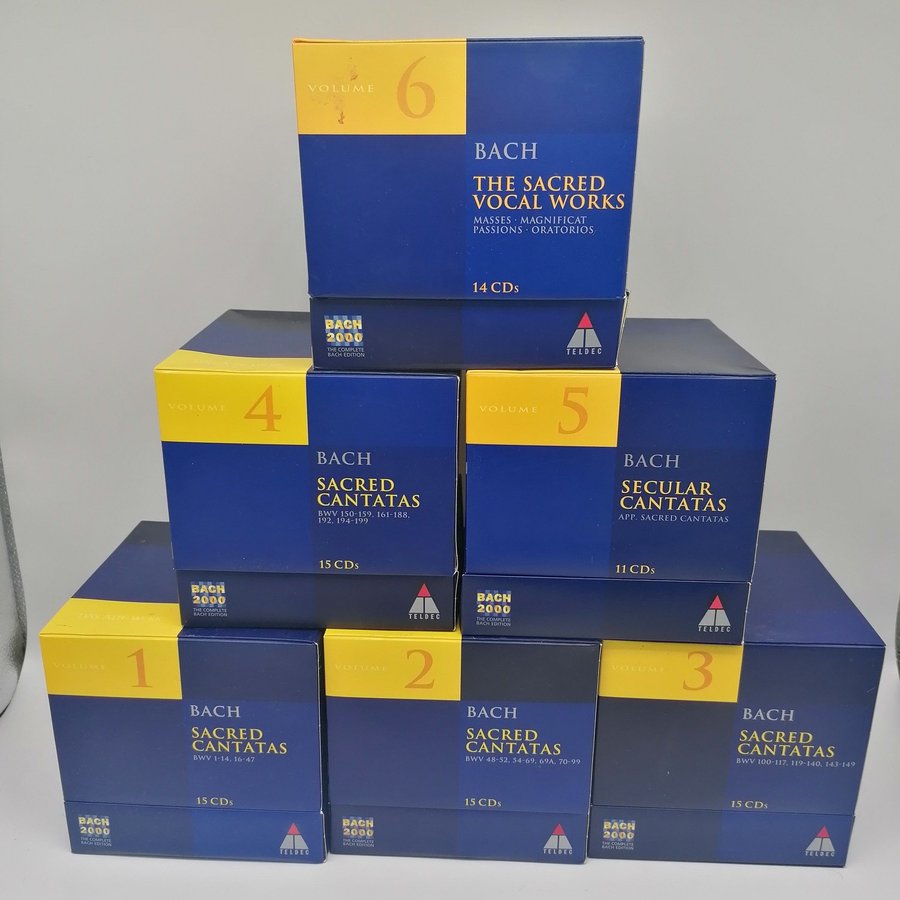 VOLUME 6
BACH
THE SACRED
VOCAL WORKS
MASSES · MAGNIFICAT
PASSIONS · ORATORIOS
14 CDs
BACH
2000
THE COMPLETE
BACH EDITION
TELDEC
VOLUME 4
BACH
SACRED
CANTATAS
BWV 150-159, 161-188,
192, 194-199
15 CDs
BACH
2000
THE COMPLETE
BACH EDITION
TELDEC
VOLUME 5
BACH
SECULAR
CANTATAS
APP. SACRED CANTATAS
11 CDs
BACH
2000
THE COMPLETE
BACH EDITION
TELDEC
VOLUME 1
BACH
SACRED
CANTATAS
BWV 1-14, 16-47
15 CDs
BACH
2000
THE COMPLETE
BACH EDITION
TELDEC
VOLUME 2
BACH
SACRED
CANTATAS
BWV 48-52, 54-69, 69A, 70-99
15 CDs
BACH
2000
THE COMPLETE
BACH EDITION
TELDEC
VOLUME 3
BACH
SACRED
CANTATAS
BWV 100-117, 119-140, 143-149
15 CDs
BACH
2000
THE COMPLETE
BACH EDITION
TELDEC